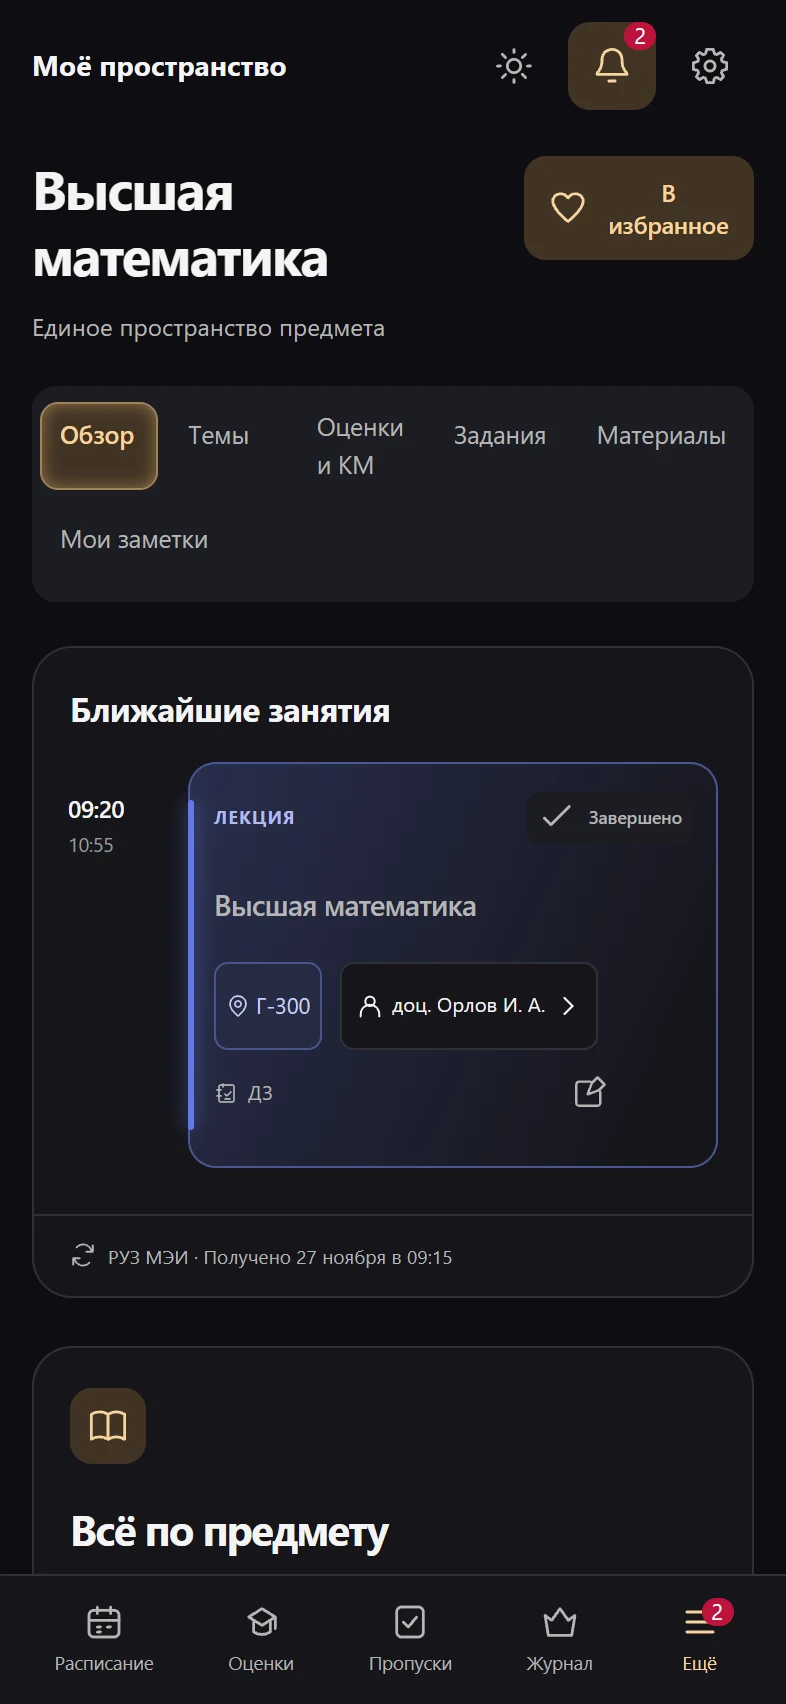 Моё пространство
2
Высшая
математика
В
избранное
Единое пространство предмета
Обзор
Темы
Оценки
и КМ
Задания
Материалы
Мои заметки
Ближайшие занятия
09:20
10:55
ЛЕКЦИЯ
Завершено
Высшая математика
Г-300
доц. Орлов И. А.
ДЗ
РУЗ МЭИ · Получено 27 ноября в 09:15
Всё по предмету
Расписание
Оценки
Пропуски
Журнал
2
Ещё